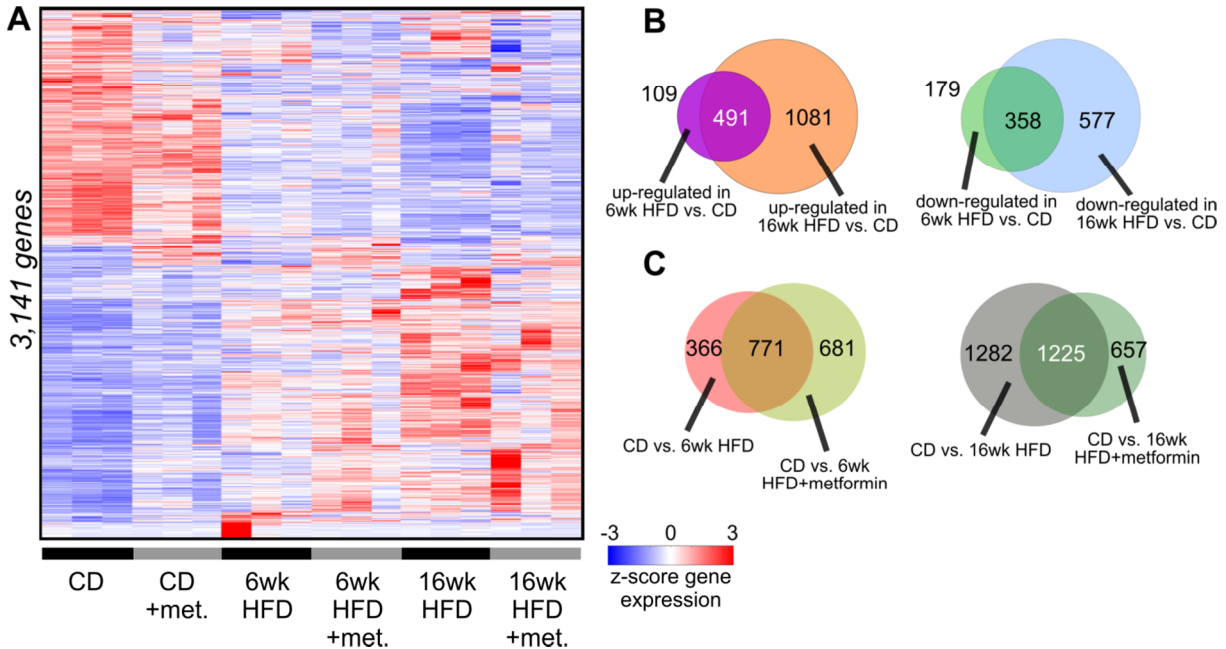 A
3,141 genes
CD
CD
+met.
6wk
HFD
6wk
HFD
+met.
16wk
HFD
16wk
HFD
+met.
B
109
491
1081
up-regulated in
6wk HFD vs. CD
up-regulated in
16wk HFD vs. CD
179
358
577
down-regulated in
6wk HFD vs. CD
down-regulated in
16wk HFD vs. CD
C
366
771
681
CD vs. 6wk HFD
CD vs. 6wk
HFD+metformin
1282
1225
657
CD vs. 16wk HFD
CD vs. 16wk
HFD+metformin
-3
0
3
z-score gene
expression